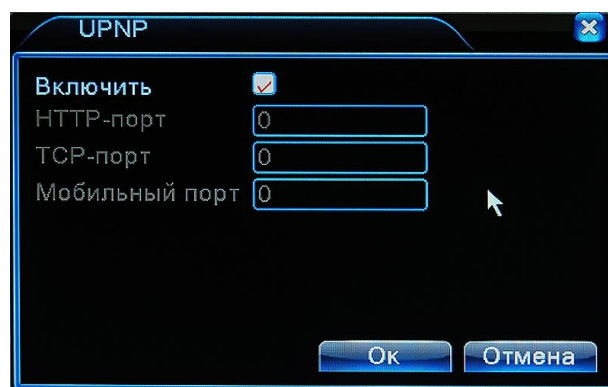 UPNP
Включить
HTTP-порт 0
TCP-порт 0
Мобильный порт 0
Ок Отмена